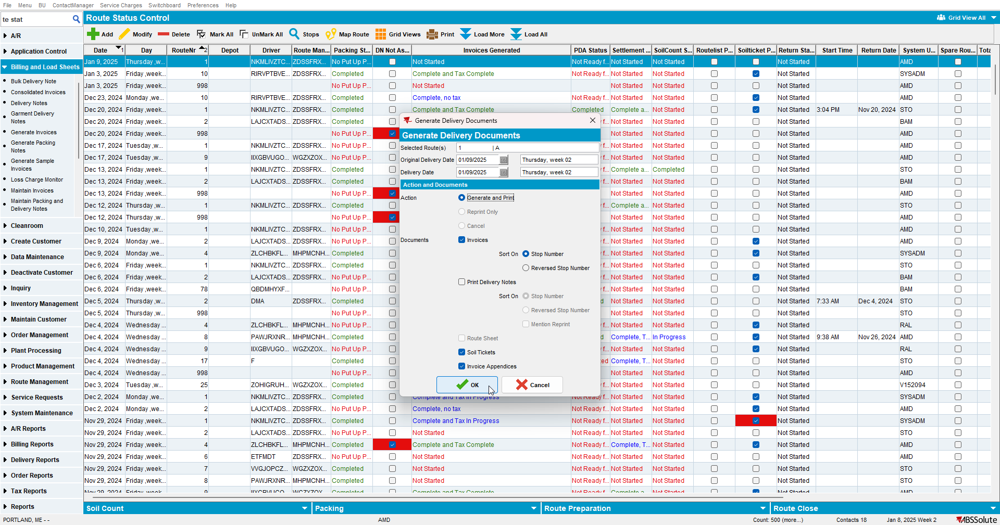 File Menu BU ContactManager Service Charges Switchboard Preferences Help
te stat
Route Status Control
Grid View All
Add Modify Delete Mark All UnMark All Stops Map Route Grid Views Print Load More Load All
A/R
Application Control
Billing and Load Sheets
Bulk Delivery Note
Consolidated Invoices
Delivery Notes
Garment Delivery
Notes
Generate Invoices
Generate Packing
Notes
Generate Sample
Invoices
Loss Charge Monitor
Maintain Invoices
Maintain Packing and
Delivery Notes
Cleanroom
Create Customer
Data Maintenance
Deactivate Customer
Inquiry
Inventory Management
Maintain Customer
Order Management
Plant Processing
Product Management
Route Management
Service Requests
System Maintenance
A/R Reports
Billing Reports
Delivery Reports
Order Reports
Tax Reports
Reports
Date 1 Day RouteNr 2 Depot Driver Route Man... Packing St... DN Not As... Invoices Generated PDA Status Settlement ... SoilCount S... Routelist P... Soilticket P... Return Sta... Start Time Return Date System U... Spare Rou... Tota
Jan 9, 2025 Thursday ,w... 1 NKMLIVZTC... ZDSSFRX... No Put Up P... Not Started Not Ready f... Not Started Not Started Not Started AMD
Jan 3, 2025 Friday ,week... 10 RIRVPTBVE... ZDSSFRX... Completed Complete and Tax Complete Not Ready f... Not Started Not Started Not Started SYSADM
Jan 3, 2025 Friday ,week... 998 No Put Up P... Not Started Not Started Not Started Not Started AMD
Dec 23, 2024 Monday ,we... 10 RIRVPTBVE... ZDSSFRX... Completed Complete, no tax Not Ready f... Not Started Not Started Not Started AMD
Dec 20, 2024 Friday ,week... 1 NKMLIVZTC... ZDSSFRX... Completed Complete and Tax Complete Completed Complete a... Not Started Not Started 3:04 PM Nov 20, 2024 STO
Dec 20, 2024 Friday ,week... 2 LAJCXTADS... ZDSSFRX... Completed f... Not Started Not Started Not Started BAM
Dec 20, 2024 Friday ,week... 998 No Put Up P... Not Started Not Started Not Started AMD
Dec 17, 2024 Tuesday ,w... 1 NKMLIVZTC... ZDSSFRX... No Put Up P... f... Not Started Not Started Not Started AMD
Dec 17, 2024 Tuesday ,w... 9 IIXGBVUGO... WGZXZOX... No Put Up P... f... Not Started Not Started Not Started AMD
Dec 13, 2024 Friday ,week... 1 NKMLIVZTC... ZDSSFRX... Completed Complete a... Completed Not Started STO
Dec 13, 2024 Friday ,week... 2 LAJCXTADS... ZDSSFRX... Completed f... Not Started Not Started Not Started BAM
Dec 13, 2024 Friday ,week... 998 No Put Up P... f... Not Started Not Started Not Started AMD
Dec 12, 2024 Thursday ,w... 1 NKMLIVZTC... ZDSSFRX... Completed f... Complete a... Not Started Not Started STO
Dec 12, 2024 Thursday ,w... 998 No Put Up P... Not Started Not Started Not Started AMD
Dec 10, 2024 Tuesday ,w... 1 NKMLIVZTC... ZDSSFRX... No Put Up P... f... Not Started Not Started Not Started AMD
Dec 9, 2024 Monday ,we... 2 LAJCXTADS... ZDSSFRX... Completed f... Not Started Not Started Not Started AMD
Dec 9, 2024 Monday ,we... 4 ZLCHBKFL... MHPMCNH... Completed f... Not Started Not Started Not Started SYSADM
Dec 6, 2024 Friday ,week... 1 NKMLIVZTC... ZDSSFRX... Completed f... Not Started Not Started Not Started STO
Dec 6, 2024 Friday ,week... 2 LAJCXTADS... ZDSSFRX... No Put Up P... f... Not Started Not Started Not Started BAM
Dec 6, 2024 Friday ,week... 78 QBDMHYXF... No Put Up P... f... Not Started Not Started Not Started BAM
Dec 5, 2024 Thursday ,w... 2 DMA ZDSSFRX... Completed d Not Started Not Started Not Started 7:33 AM Dec 4, 2024 STO
Dec 5, 2024 Thursday ,w... 998 No Put Up P... Not Started Not Started Not Started STO
Dec 4, 2024 Wednesday ... 4 ZLCHBKFL... MHPMCNH... No Put Up P... f... Not Started Not Started Not Started RAL
Dec 4, 2024 Wednesday ... 8 PAWJRXNR... MHPMCNH... Completed d Complete, T... In Progress Not Started 9:38 AM Nov 26, 2024 AMD
Dec 4, 2024 Wednesday ... 9 IIXGBVUGO... WGZXZOX... No Put Up P... f... Not Started Not Started Not Started RAL
Dec 4, 2024 Wednesday ... 17 F Completed ed Complete, T... Not Started Not Started STO
Dec 4, 2024 Wednesday ... 998 No Put Up P... Not Started Not Started Not Started AMD
Dec 3, 2024 Tuesday ,w... 25 ZOHIGRUH... WGZXZOX... Completed f... Not Started Not Started Not Started V152094
Dec 2, 2024 Monday ,we... 1 NKMLIVZTC... ZDSSFRX... Completed Complete and Tax In Progress Not Ready f... Not Started Not Started Not Started SYSADM
Dec 2, 2024 Monday ,we... 2 LAJCXTADS... ZDSSFRX... Completed Complete, no tax Not Ready f... Not Started Not Started Not Started AMD
Nov 29, 2024 Friday ,week... 1 NKMLIVZTC... ZDSSFRX... Completed Complete and Tax In Progress Not Ready f... Not Started Not Started Not Started SYSADM
Nov 29, 2024 Friday ,week... 2 LAJCXTADS... ZDSSFRX... No Put Up P... Not Started Not Ready f... Not Started Not Started Not Started STO
Nov 29, 2024 Friday ,week... 4 ZLCHBKFL... MHPMCNH... Completed Complete and Tax Complete Not Ready f... Complete, T... Not Started Not Started AMD
Nov 29, 2024 Friday ,week... 6 ETFMDT ZDSSFRX... No Put Up P... Not Started Not Ready f... Not Started Not Started Not Started AMD
Nov 29, 2024 Friday ,week... 7 VVGJOPCZ... WGZXZOX... Completed Not Started Not Ready f... Not Started Not Started Not Started STO
Nov 29, 2024 Friday ,week... 8 PAWJRXNR... MHPMCNH... Completed Not Started Not Ready f... Not Started Not Started Not Started STO
Nov 29, 2024 Friday ,week... 9 IIXGBVUGO... WGZXZOX... Completed Complete and Tax Complete Not Ready f... Complete a... Not Started Not Started AMD
Generate Delivery Documents
Generate Delivery Documents
Selected Route(s) 1 | A
Original Delivery Date 01/09/2025 Thursday, week 02
Delivery Date 01/09/2025 Thursday, week 02
Action and Documents
Action Generate and Print
Reprint Only
Cancel
Documents Invoices
Sort On Stop Number
Reversed Stop Number
Print Delivery Notes
Sort On Stop Number
Reversed Stop Number
Mention Reprint
Route Sheet
Soil Tickets
Invoice Appendices
OK Cancel
Soil Count Packing Route Preparation Route Close
PORTLAND, ME - - AMD Count: 500 (more...) Contacts 18 Jan 8, 2025 Week 2 ABSSolute